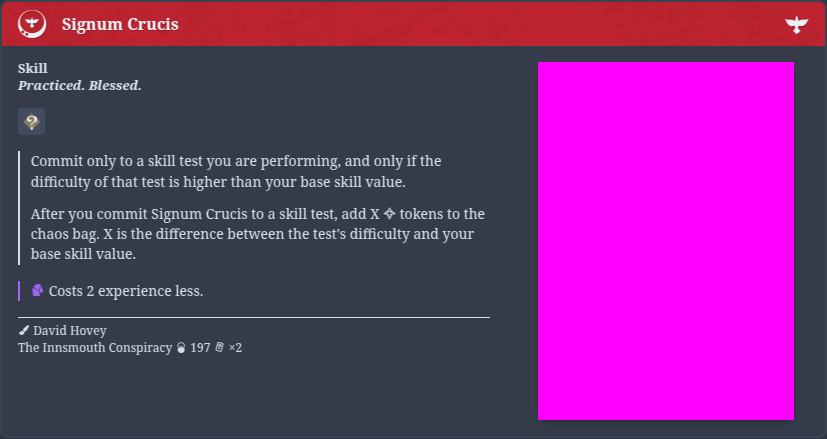 Signum Crucis
Skill
Practiced. Blessed.
?
Commit only to a skill test you are performing, and only if the
difficulty of that test is higher than your base skill value.
After you commit Signum Crucis to a skill test, add X tokens to the
chaos bag. X is the difference between the test's difficulty and your
base skill value.
Costs 2 experience less.
David Hovey
The Innsmouth Conspiracy 197 ×2